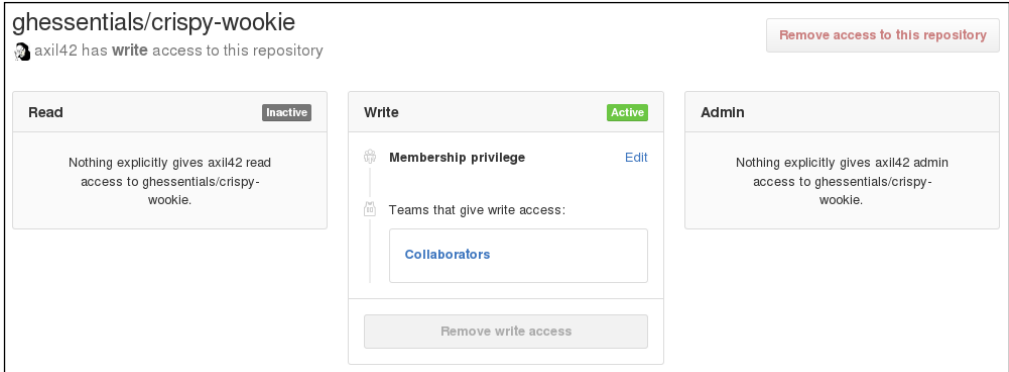 ghessentials/crispy-wookie
axil42 has write access to this repository
Remove access to this repository
Read
Inactive
Nothing explicitly gives axil42 read
access to ghessentials/crispy-
wookie.
Write
Active
Membership privilege
Edit
Teams that give write access:
Collaborators
Remove write access
Admin
Nothing explicitly gives axil42 admin
access to ghessentials/crispy-
wookie.